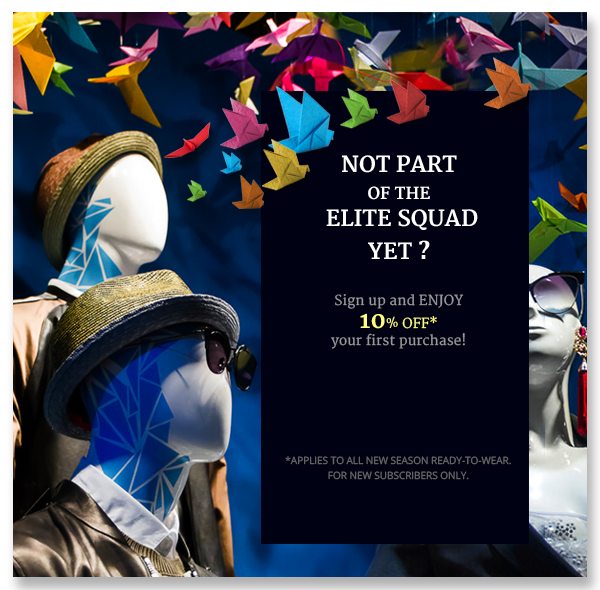 NOT PART
OF THE
ELITE SQUAD
YET ?
Sign up and ENJOY
10% OFF*
your first purchase!
*APPLIES TO ALL NEW SEASON READY-TO-WEAR.
FOR NEW SUBSCRIBERS ONLY.